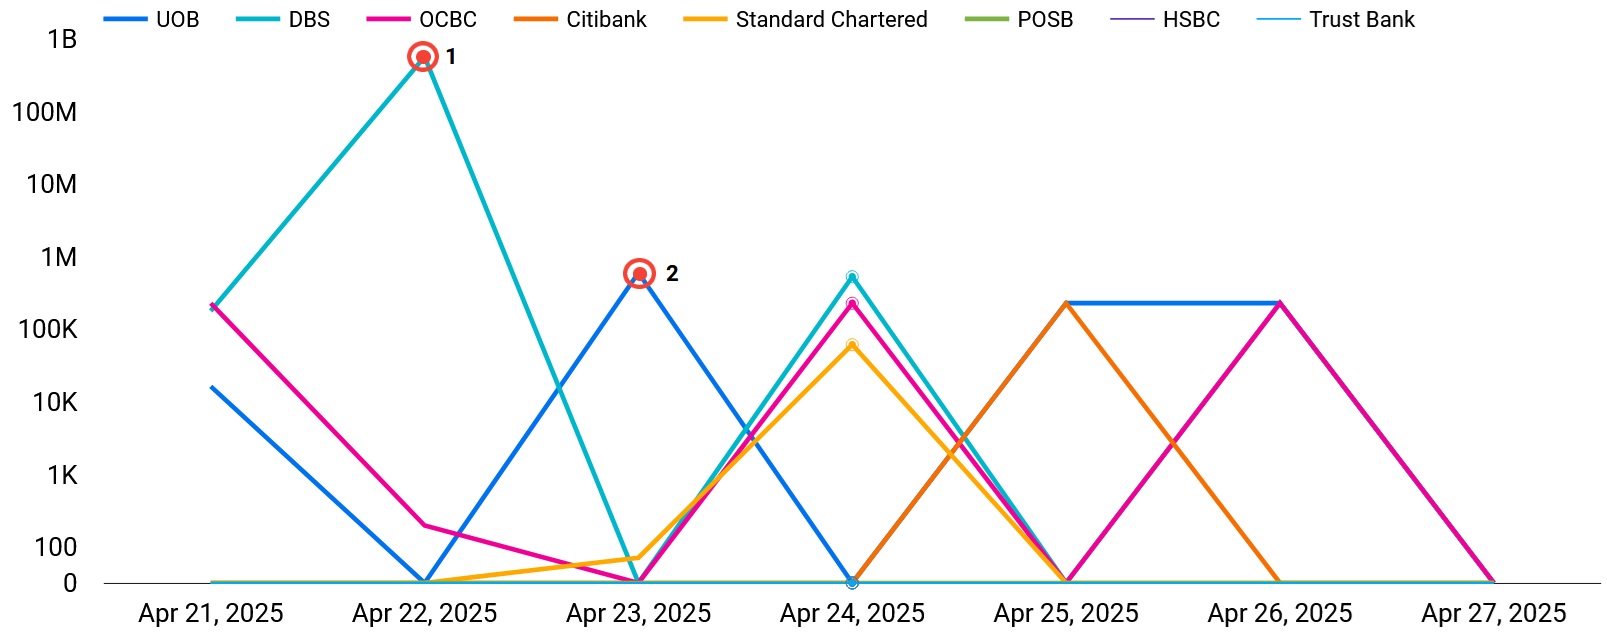 UOB DBS OCBC Citibank Standard Chartered POSB HSBC Trust Bank
1B
1
100M
10M
1M
2
100K
10K
1K
100
0
Apr 21, 2025 Apr 22, 2025 Apr 23, 2025 Apr 24, 2025 Apr 25, 2025 Apr 26, 2025 Apr 27, 2025